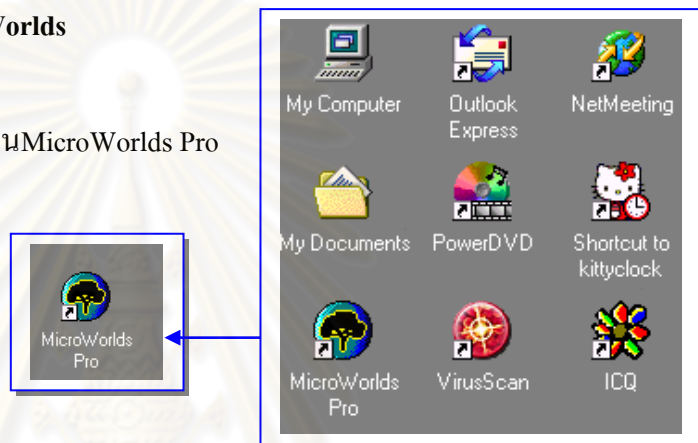 Worlds
นMicroWorlds Pro
MicroWorlds
Pro
My Computer
Outlook
Express
NetMeeting
My Documents
PowerDVD
Shortcut to
kittyclock
MicroWorlds
Pro
VirusScan
ICQ